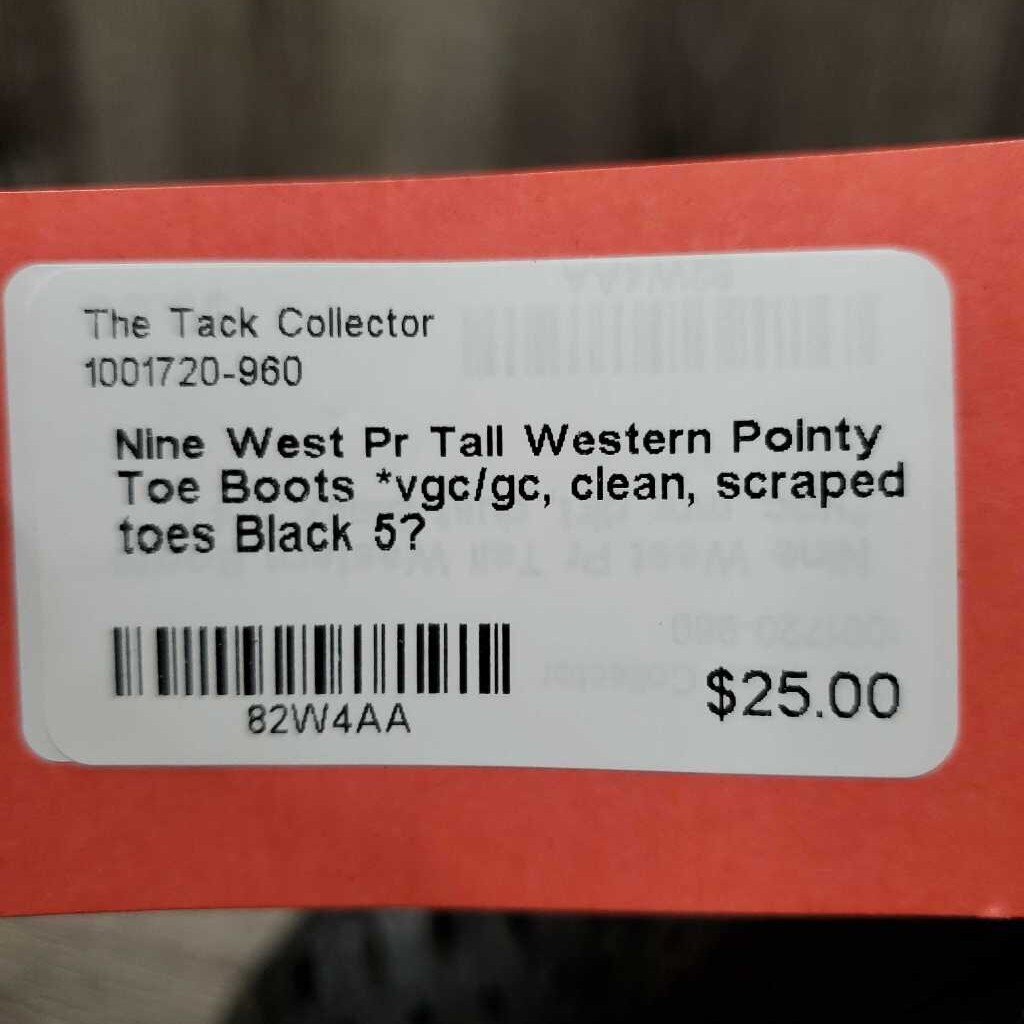 The Tack Collector
1001720-960
Nine West Pr Tall Western Pointy
Toe Boots *vgc/gc, clean, scraped
toes Black 5?
82W4AA
$25.00